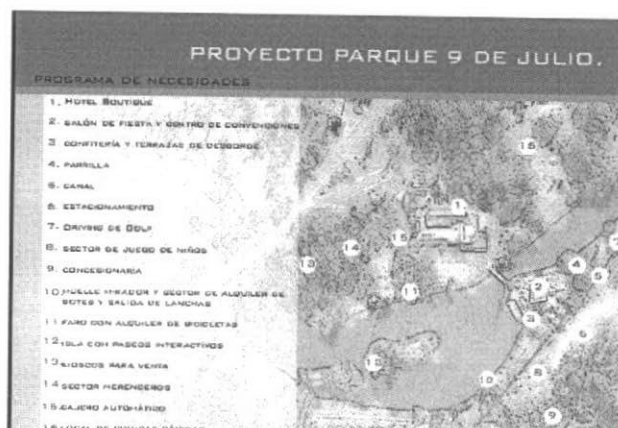 PROYECTO PARQUE 9 DE JULIO.
PROGRAMA DE NECESIDADES
1. HOTEL BOUTIQUE
2. SALÓN DE FIESTA Y CENTRO DE CONVENCIONES
3. CONFITERÍA Y TERRAZAS DE DESBORDE
4. PARRILLA
5. CANAL
6. ESTACIONAMIENTO
7. DRIVING DE GOLF
8. SECTOR DE JUEGO DE NIÑOS
9. CONCESIONARIA
10 MUELLE MIRADOR Y SECTOR DE ALQUILER DE
BOTES Y SALIDA DE LANCHAS
11 FARO CON ALQUILER DE BICICLETAS
12 ISLA CON PASEOS INTERACTIVOS
13 KIOSCOS PARA VENTA
14 SECTOR MERENDEROS
15 CAJERO AUTOMÁTICO
16
1
2
3
4
5
6
8
9
10
11
13
14
15